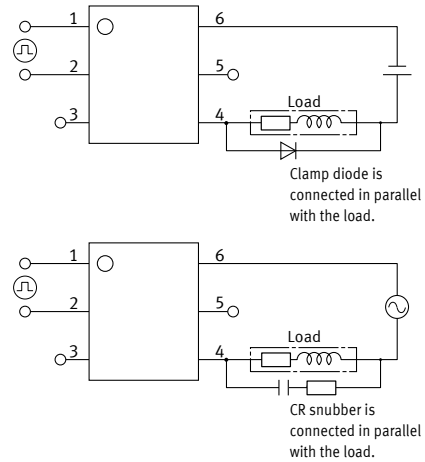 1
6
2
5
3
4
Load
Clamp diode is
connected in parallel
with the load.
1
6
2
5
3
4
Load
CR snubber is
connected in parallel
with the load.